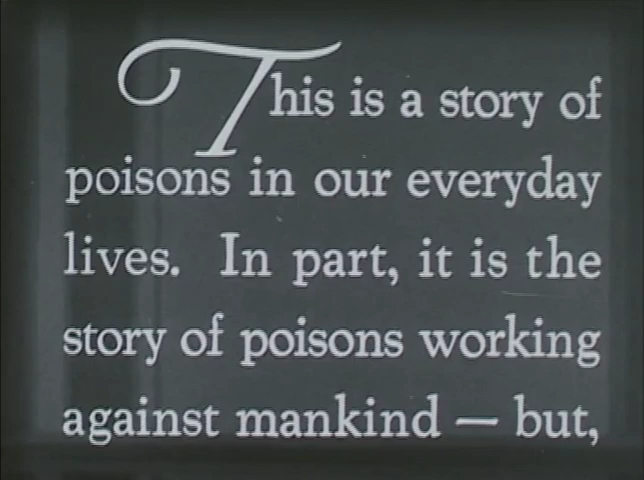 This is a story of
poisons in our everyday
lives. In part, it is the
story of poisons working
against mankind — but,